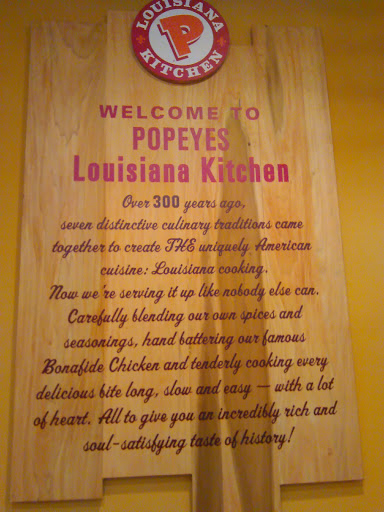 LOUISIANA
P
KITCHEN
WELCOME TO
POPEYES
Louisiana Kitchen
Over 300 years ago,
seven distinctive culinary traditions came
together to create THE uniquely American
cuisine: Louisiana cooking.
Now we're serving it up like nobody else can.
Carefully blending our own spices and
seasonings, hand battering our famous
Bonafide Chicken and tenderly cooking every
delicious bite long, slow and easy — with a lot
of heart. All to give you an incredibly rich and
soul-satisfying taste of history!